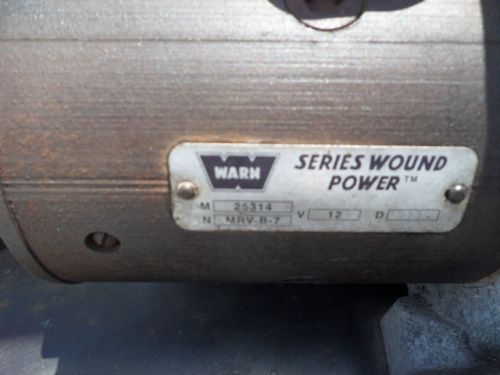 WARN
SERIES WOUND
POWER™
M 25314
N MRV-B-7 V 12 D